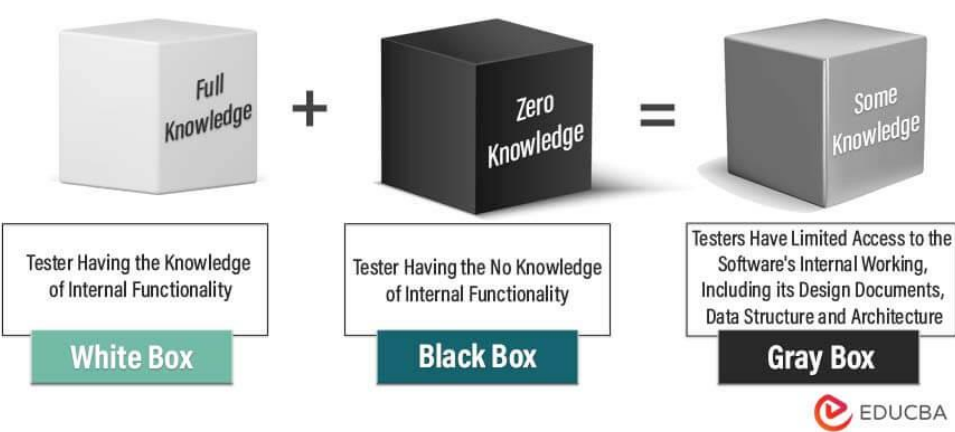 Full
Knowledge
+
Zero
Knowledge
=
Some
Knowledge
Tester Having the Knowledge
of Internal Functionality
White Box
Tester Having the No Knowledge
of Internal Functionality
Black Box
Testers Have Limited Access to the
Software's Internal Working,
Including its Design Documents,
Data Structure and Architecture
Gray Box
EDUCBA